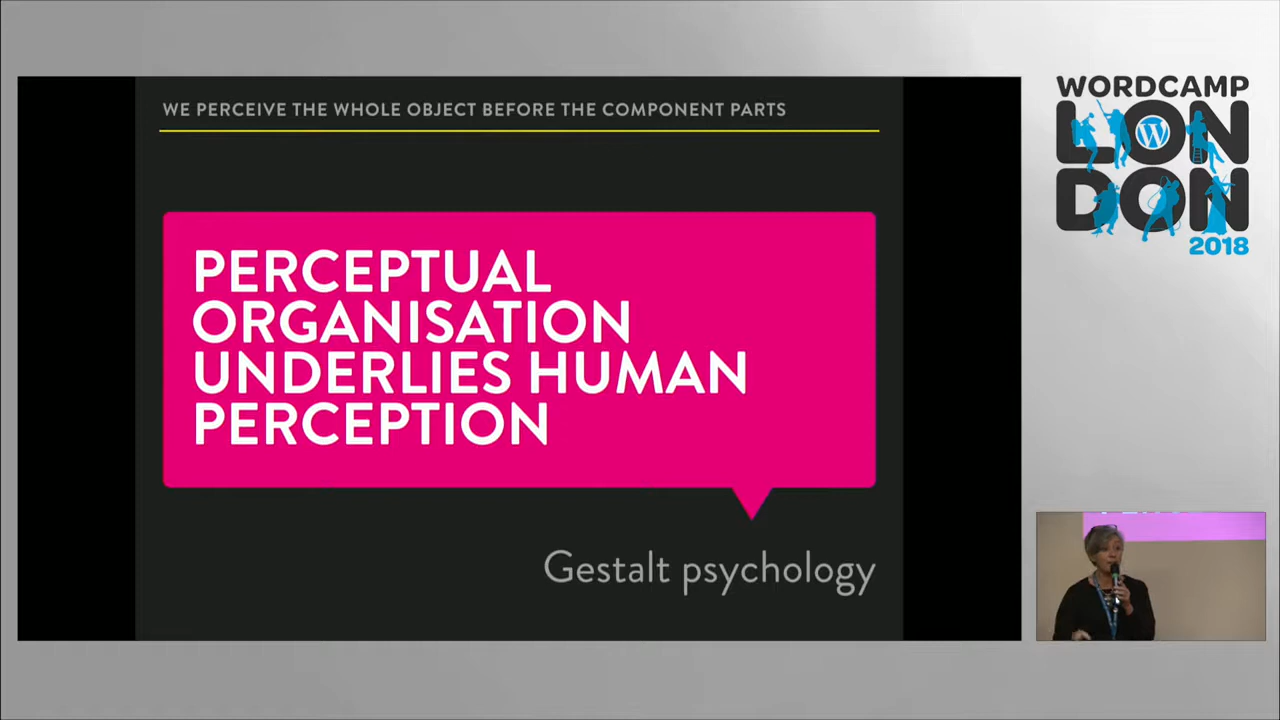 WE PERCEIVE THE WHOLE OBJECT BEFORE THE COMPONENT PARTS
PERCEPTUAL
ORGANISATION
UNDERLIES HUMAN
PERCEPTION
Gestalt psychology
WORDCAMP
LON
DON
2018